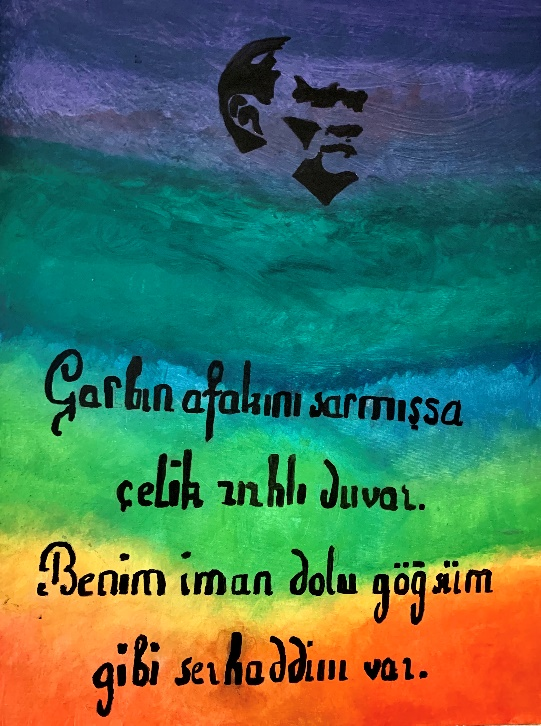 Garbın afakını sarmışsa
çelik zırhlı duvar.
Benim iman dolu göğsüm
gibi serhaddim var.